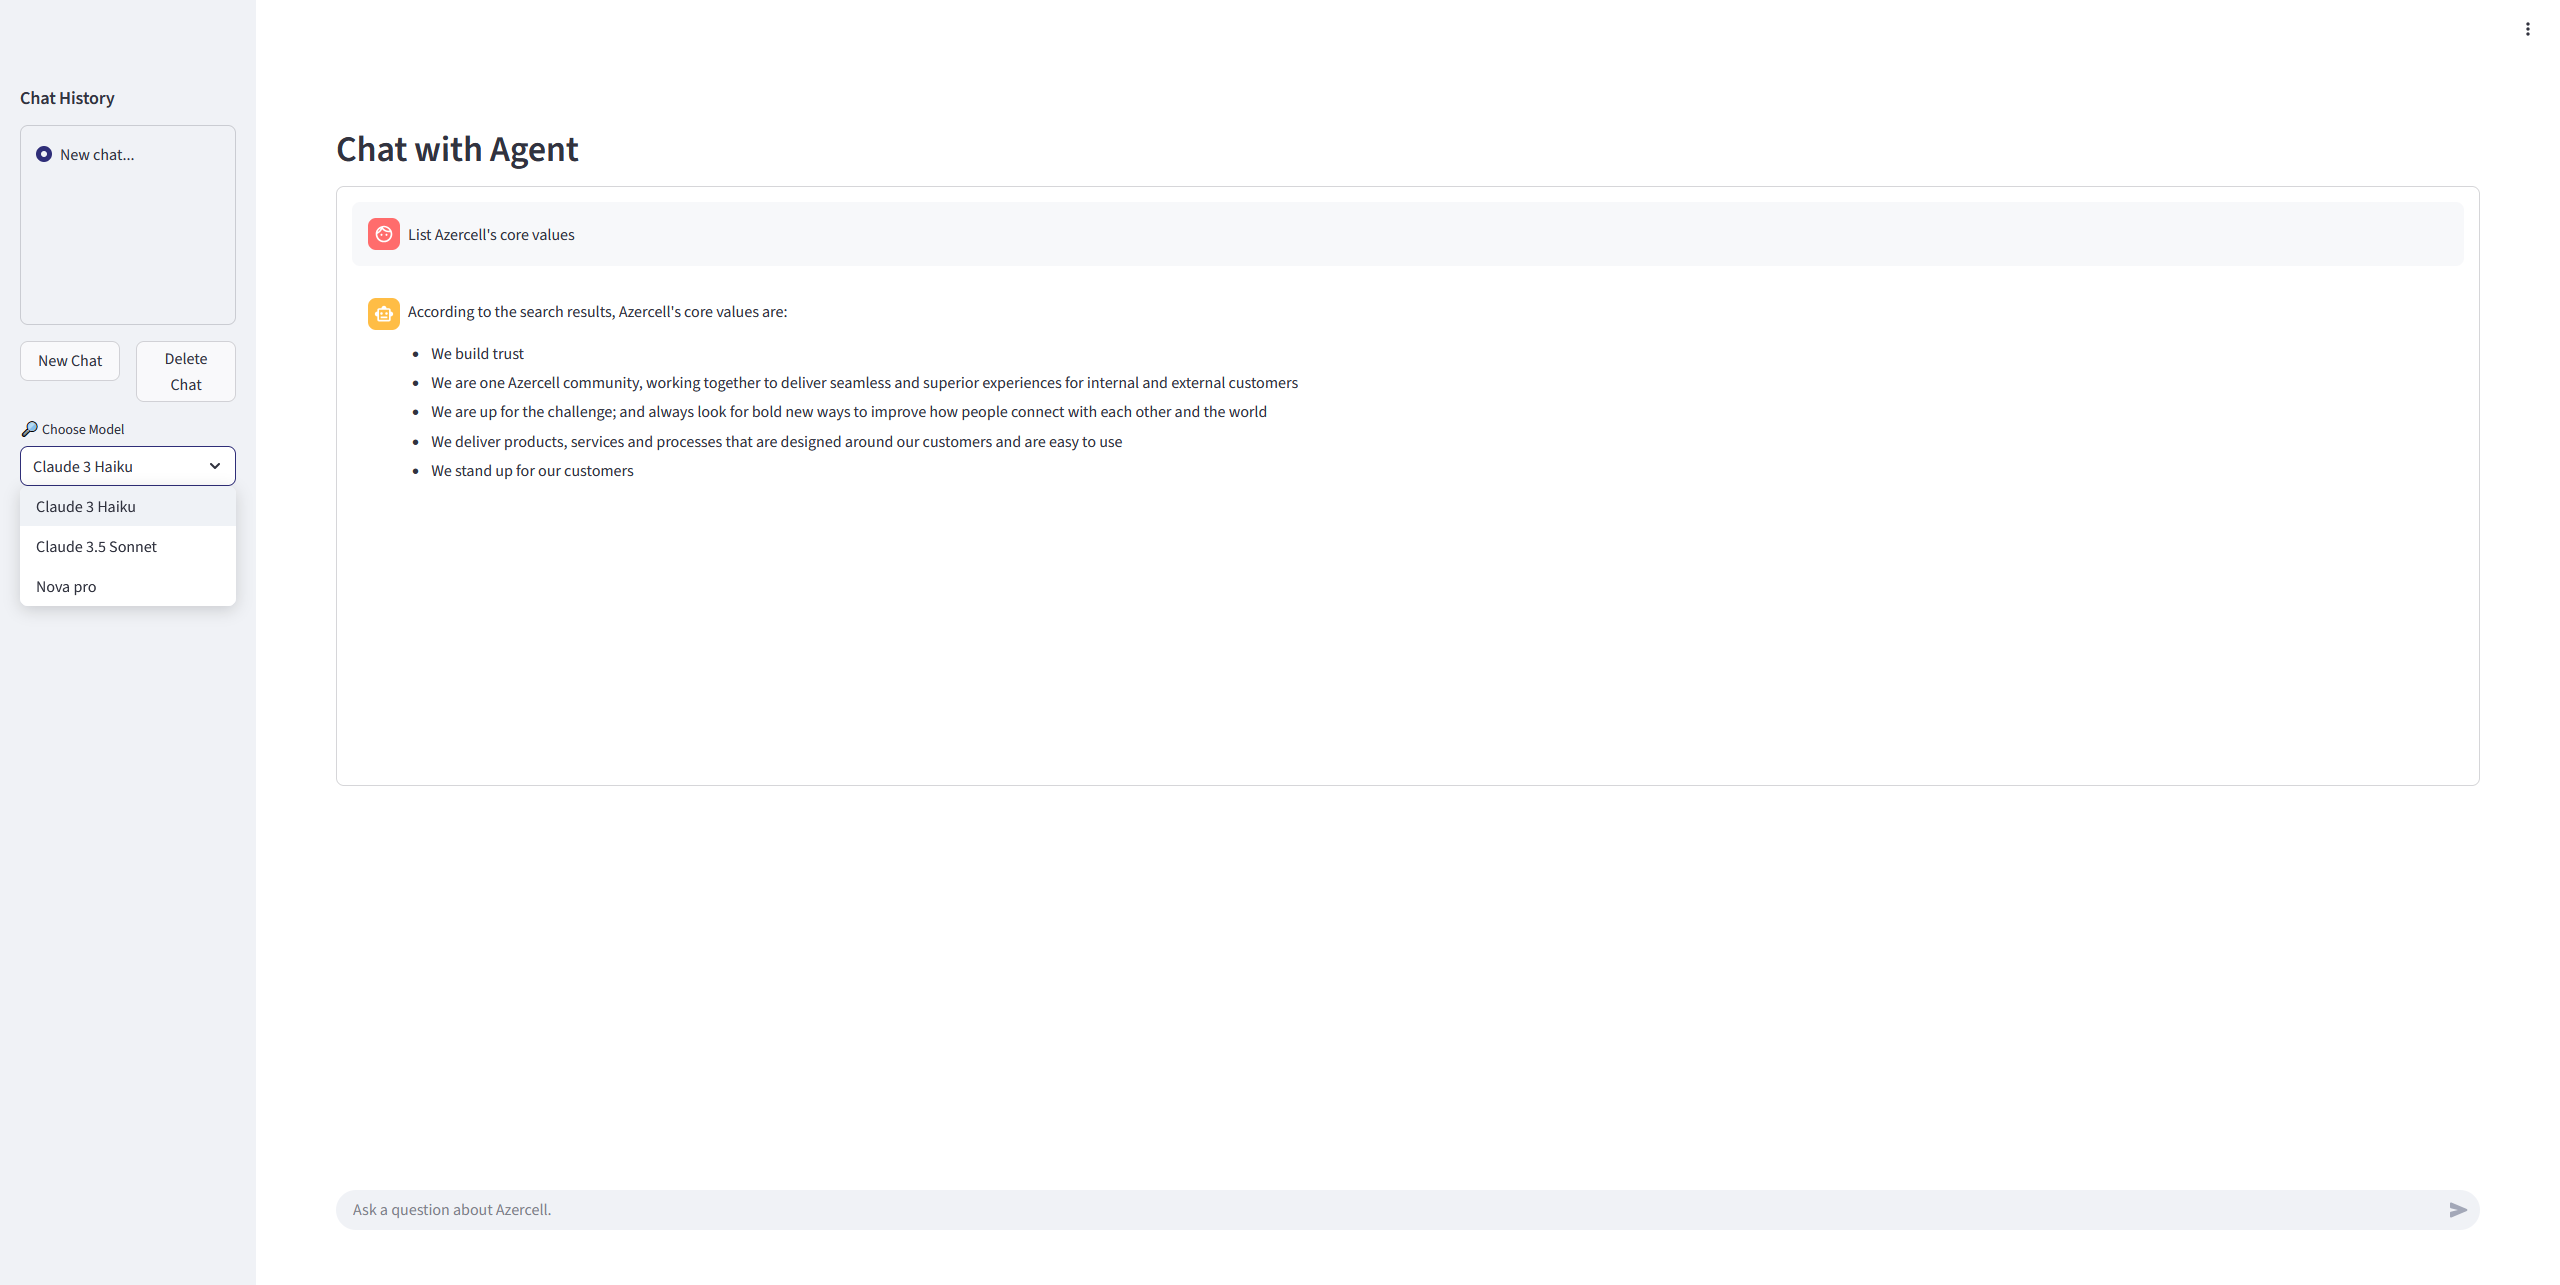 Chat History
New chat...
New Chat
Delete
Chat
Choose Model
Claude 3 Haiku
Claude 3 Haiku
Claude 3.5 Sonnet
Nova pro
Chat with Agent
List Azercell's core values
According to the search results, Azercell's core values are:
• We build trust
• We are one Azercell community, working together to deliver seamless and superior experiences for internal and external customers
• We are up for the challenge; and always look for bold new ways to improve how people connect with each other and the world
• We deliver products, services and processes that are designed around our customers and are easy to use
• We stand up for our customers
Ask a question about Azercell.